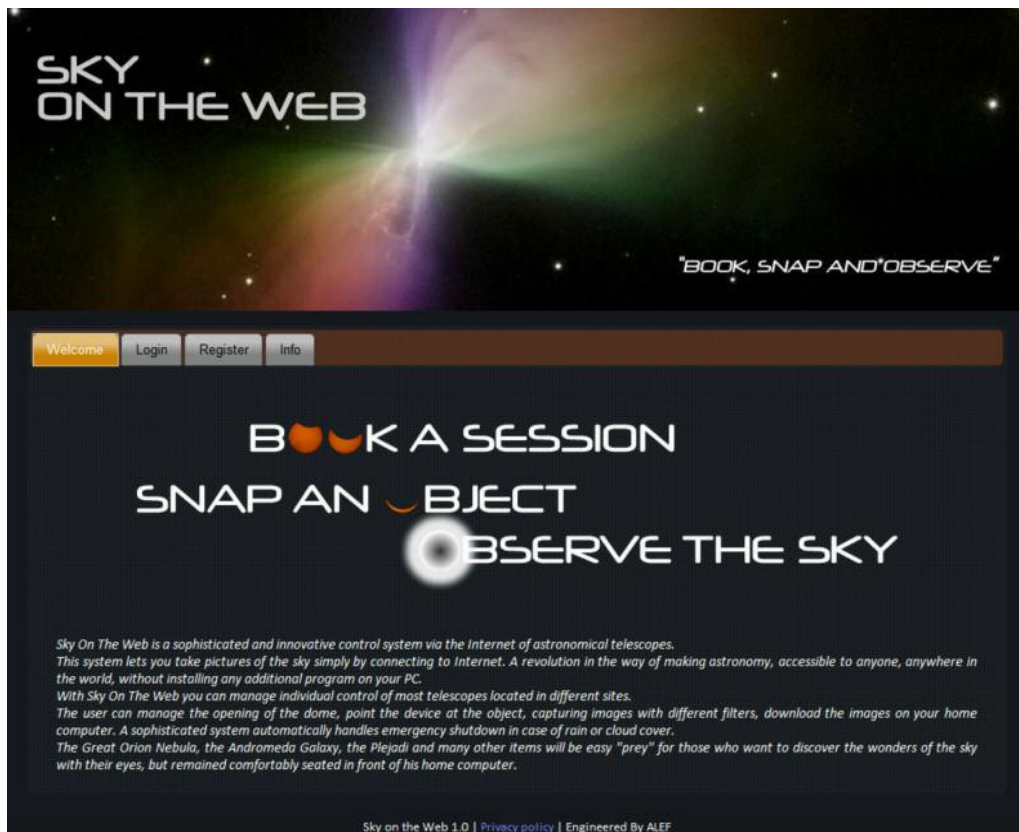 SKY
ON THE WEB
"BOOK, SNAP AND OBSERVE"
Welcome Login Register Info
BOOK A SESSION
SNAP AN OBJECT
OBSERVE THE SKY
Sky On The Web is a sophisticated and innovative control system via the Internet of astronomical telescopes.
This system lets you take pictures of the sky simply by connecting to Internet. A revolution in the way of making astronomy, accessible to anyone, anywhere in
the world, without installing any additional program on your PC.
With Sky On The Web you can manage individual control of most telescopes located in different sites.
The user can manage the opening of the dome, point the device at the object, capturing images with different filters, download the images on your home
computer. A sophisticated system automatically handles emergency shutdown in case of rain or cloud cover.
The Great Orion Nebula, the Andromeda Galaxy, the Plejadi and many other items will be easy "prey" for those who want to discover the wonders of the sky
with their eyes, but remained comfortably seated in front of his home computer.
Sky on the Web 1.0 | Privacy policy | Engineered By ALEF